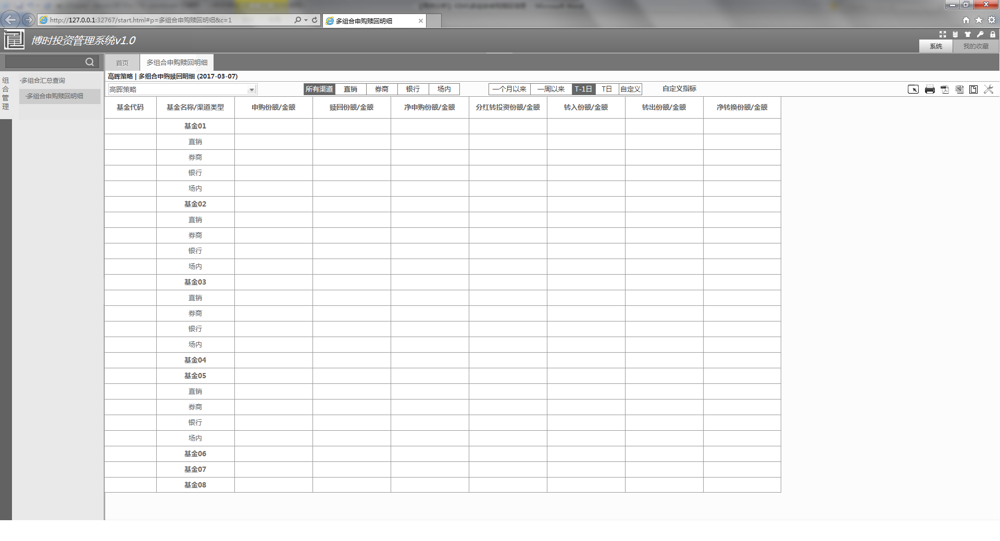 http://127.0.0.1:32767/start.html#p=多组合申购赎回明细&c=1
多组合申购赎回明细
博时投资管理系统v1.0
系统
我的收藏
首页
多组合申购赎回明细
组合管理
·多组合汇总查询
·多组合申购赎回明细
高晖策略 | 多组合申购赎回明细 (2017-03-07)
高晖策略
所有渠道 直销 券商 银行 场内
一个月以来 一周以来 T-1日 T日 自定义
自定义指标
基金代码 基金名称/渠道类型 申购份额/金额 赎回份额/金额 净申购份额/金额 分红转投资份额/金额 转入份额/金额 转出份额/金额 净转换份额/金额
基金01
直销
券商
银行
场内
基金02
直销
券商
银行
场内
基金03
直销
券商
银行
场内
基金04
基金05
直销
券商
银行
场内
基金06
基金07
基金08